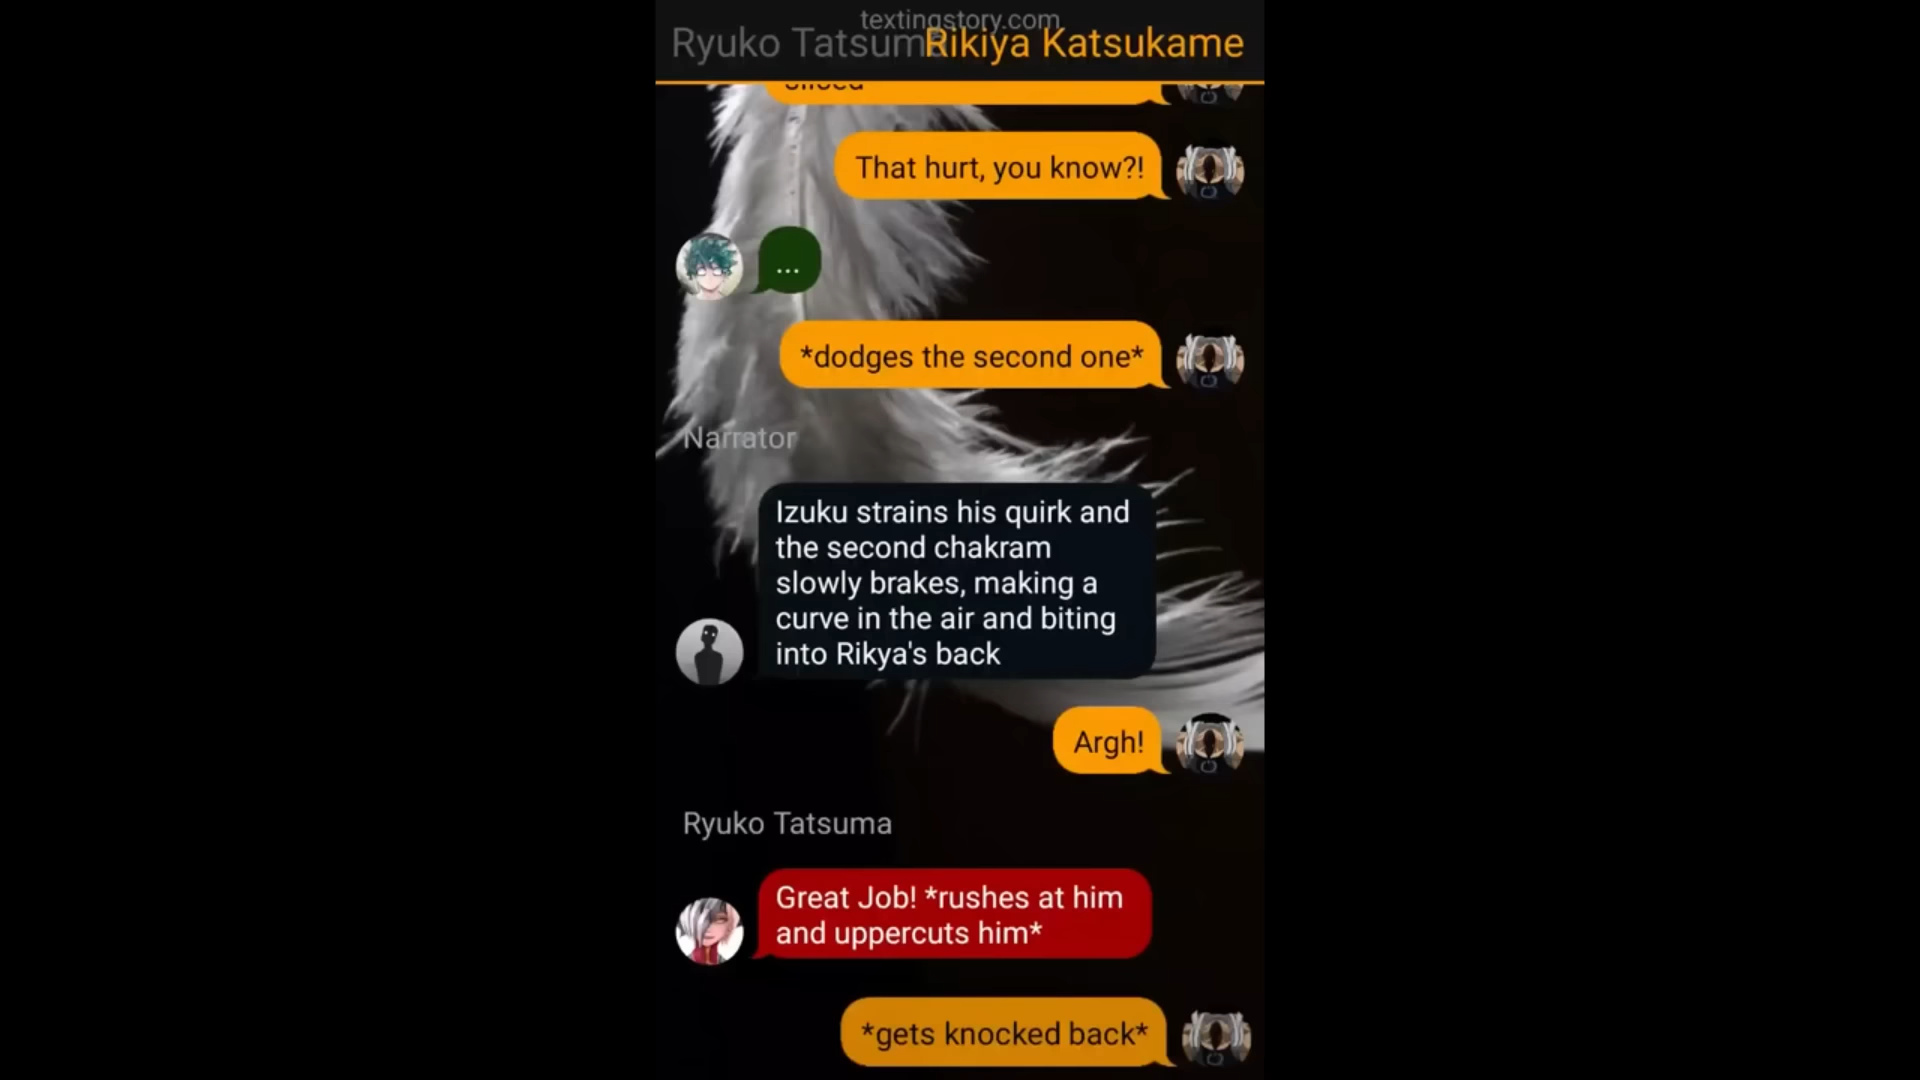 textingstory.com
Ryuko Tatsuma
Rikiya Katsukame
sliced
That hurt, you know?!
...
*dodges the second one*
Narrator
Izuku strains his quirk and
the second chakram
slowly brakes, making a
curve in the air and biting
into Rikya's back
Argh!
Ryuko Tatsuma
Great Job! *rushes at him
and uppercuts him*
*gets knocked back*